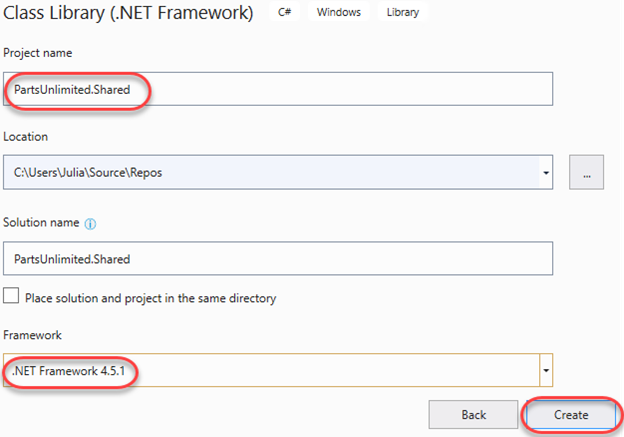 Class Library (.NET Framework) C# Windows Library
Project name
PartsUnlimited.Shared
Location
C:\Users\Julia\Source\Repos
...
Solution name
PartsUnlimited.Shared
Place solution and project in the same directory
Framework
.NET Framework 4.5.1
Back Create